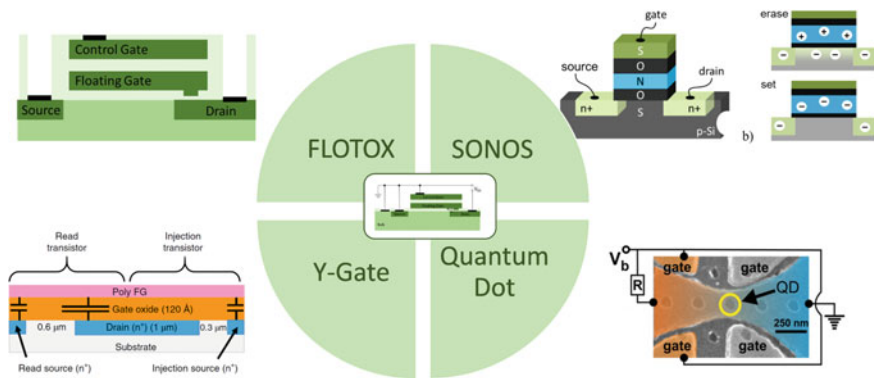 Control Gate
Floating Gate
Source
Drain
gate
S
O
N
O
S
source
drain
n+
n+
p-Si
b)
erase
+ + +
− − − −
set
− − −
− −
FLOTOX
SONOS
Y-Gate
Quantum
Dot
Read
transistor
Injection
transistor
Poly FG
Gate oxide (120 Å)
0.6 µm
Drain (n+) (1 µm)
0.3 µm
Substrate
Read source (n+)
Injection source (n+)
Vb
R
gate
gate
QD
250 nm
gate
gate